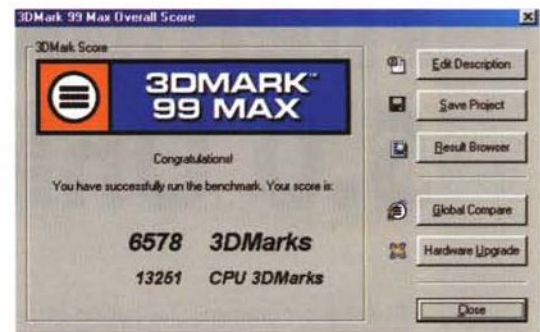 3DMark 99 Max Overall Score
3DMark Score
3DMARK™
99 MAX
Congratulations!
You have successfully run the benchmark. Your score is:
6578 3DMarks
13251 CPU 3DMarks
Edit Description
Save Project
Result Browser
Global Compare
Hardware Upgrade
Close